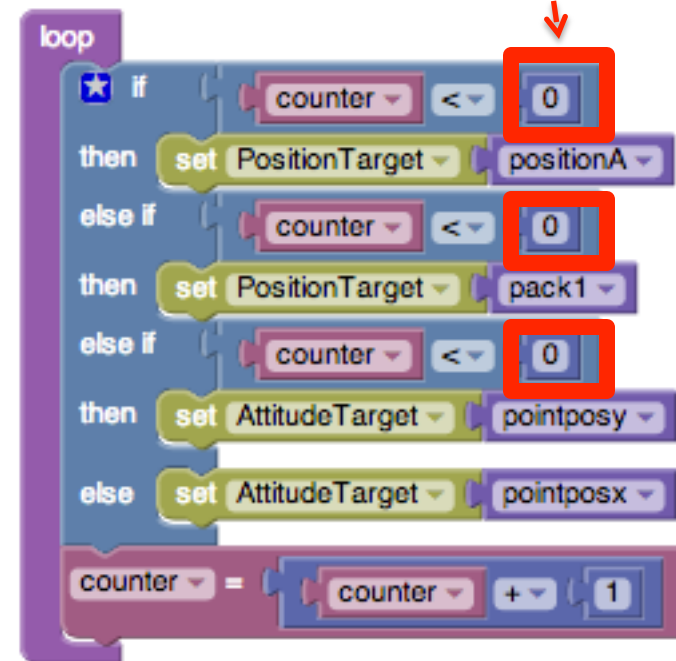 loop
if counter < 0
then set PositionTarget positionA
else if counter < 0
then set PositionTarget pack1
else if counter < 0
then set AttitudeTarget pointposy
else set AttitudeTarget pointposx
counter = counter + 1